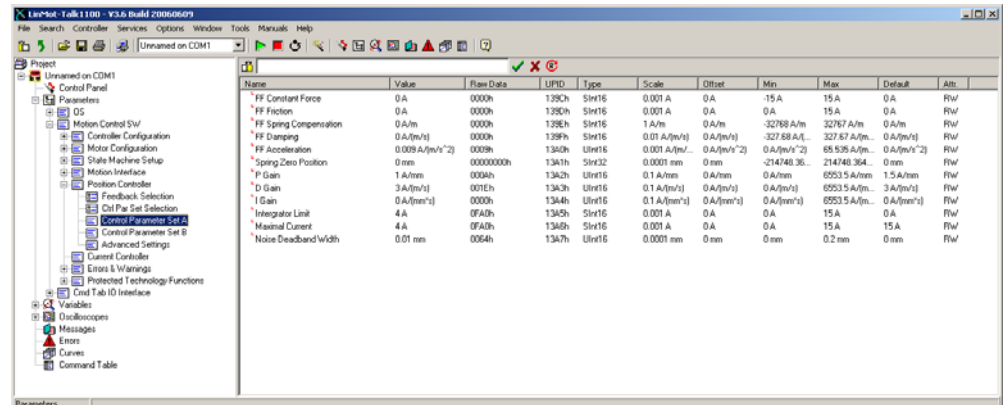 LinMot-Talk1100 - V3.6 Build 20060609
File Search Controller Services Options Window Tools Manuals Help
Unnamed on COM1
Project
Unnamed on COM1
Control Panel
Parameters
OS
Motion Control SW
Controller Configuration
Motor Configuration
State Machine Setup
Motion Interface
Position Controller
Feedback Selection
Ctrl Par Set Selection
Control Parameter Set A
Control Parameter Set B
Advanced Settings
Current Controller
Errors & Warnings
Protected Technology Functions
Cmd Tab IO Interface
Variables
Oscilloscopes
Messages
Errors
Curves
Command Table
Name Value Raw Data UPID Type Scale Offset Min Max Default Attr.
FF Constant Force 0 A 0000h 139Ch SInt16 0.001 A 0 A -15 A 15 A 0 A RW
FF Friction 0 A 0000h 139Dh SInt16 0.001 A 0 A 0 A 15 A 0 A RW
FF Spring Compensation 0 A/m 0000h 139Eh SInt16 1 A/m 0 A/m -32768 A/m 32767 A/m 0 A/m RW
FF Damping 0 A/(m/s) 0000h 139Fh SInt16 0.01 A/(m/s) 0 A/(m/s) -327.68 A/(... 327.67 A/(m... 0 A/(m/s) RW
FF Acceleration 0.009 A/(m/s^2) 0009h 13A0h UInt16 0.001 A/(m/... 0 A/(m/s^2) 0 A/(m/s^2) 65.535 A/(m... 0 A/(m/s^2) RW
Spring Zero Position 0 mm 00000000h 13A1h SInt32 0.0001 mm 0 mm -214748.36... 214748.364... 0 mm RW
P Gain 1 A/mm 000Ah 13A2h UInt16 0.1 A/mm 0 A/mm 0 A/mm 6553.5 A/mm 1.5 A/mm RW
D Gain 3 A/(m/s) 001Eh 13A3h UInt16 0.1 A/(m/s) 0 A/(m/s) 0 A/(m/s) 6553.5 A/(m... 3 A/(m/s) RW
I Gain 0 A/(mm*s) 0000h 13A4h UInt16 0.1 A/(mm*s) 0 A/(mm*s) 0 A/(mm*s) 6553.5 A/(m... 0 A/(mm*s) RW
Intergrator Limit 4 A 0FA0h 13A5h SInt16 0.001 A 0 A 0 A 15 A 15 A RW
Maximal Current 4 A 0FA0h 13A6h SInt16 0.001 A 0 A 0 A 15 A 15 A RW
Noise Deadband Width 0.01 mm 0064h 13A7h UInt16 0.0001 mm 0 mm 0 mm 0.2 mm 0 mm RW
Parameters